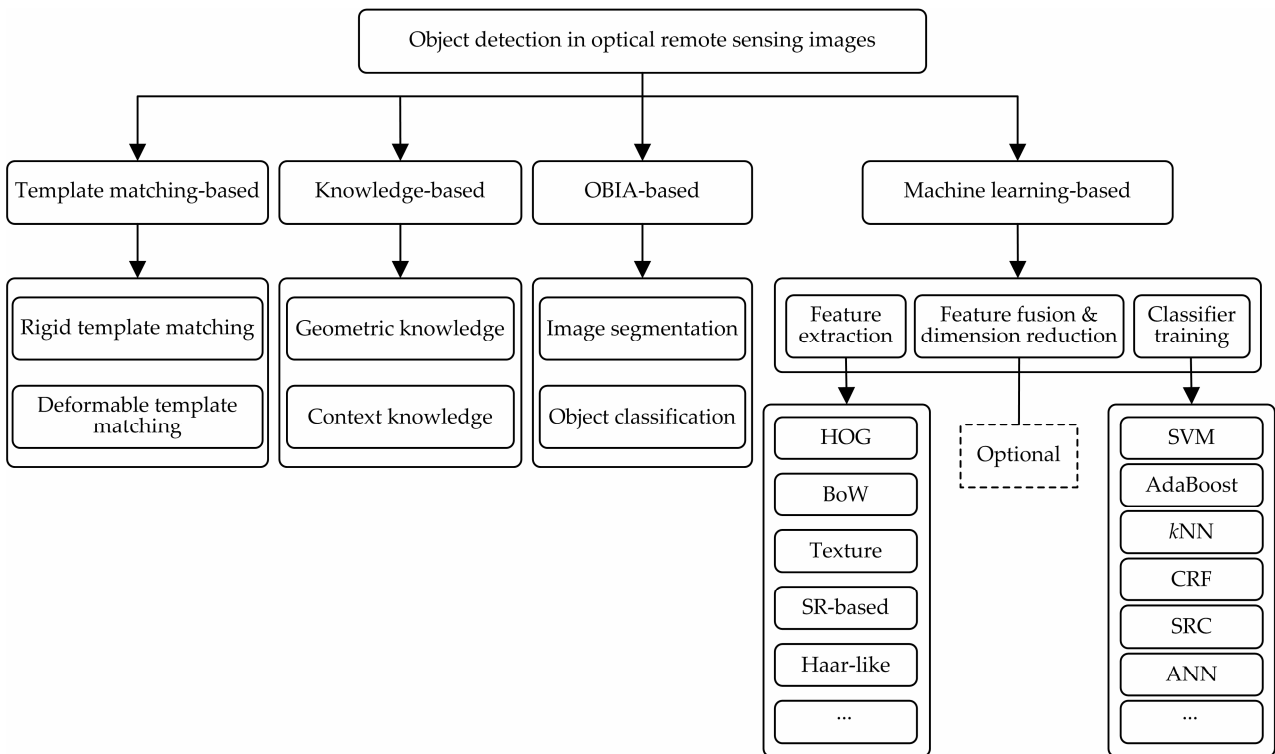 Object detection in optical remote sensing images
Template matching-based
Knowledge-based
OBIA-based
Machine learning-based
Rigid template matching
Deformable template
matching
Geometric knowledge
Context knowledge
Image segmentation
Object classification
Feature
extraction
Feature fusion &
dimension reduction
Classifier
training
HOG
BoW
Texture
SR-based
Haar-like
...
Optional
SVM
AdaBoost
kNN
CRF
SRC
ANN
...